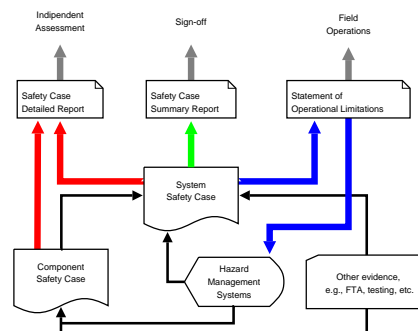 Indipendent
Assessment
Sign-off
Field
Operations
Safety Case
Detailed Report
Safety Case
Summary Report
Statement of
Operational Limitations
System
Safety Case
Component
Safety Case
Hazard
Management
Systems
Other evidence,
e.g., FTA, testing, etc.